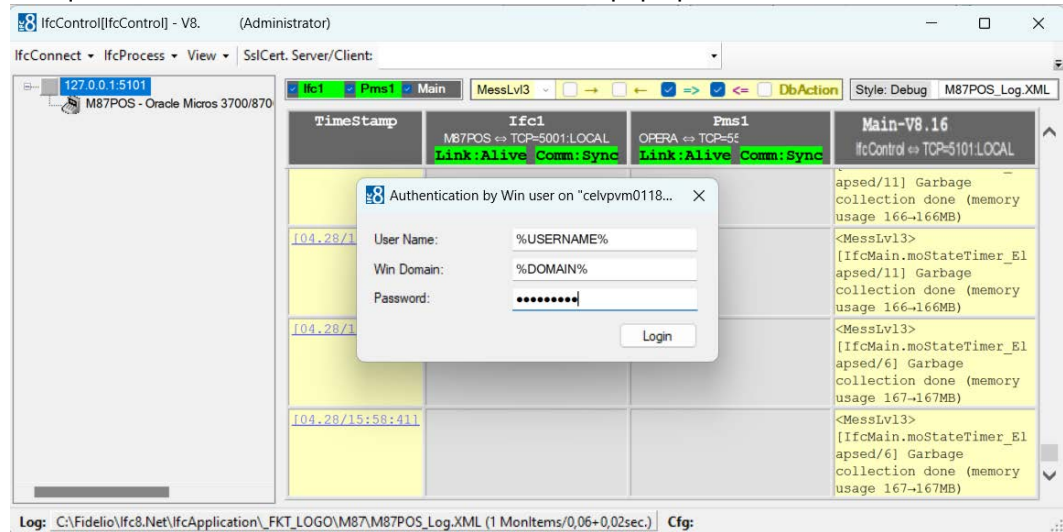 IfcControl[IfcControl] - V8. (Administrator)
IfcConnect IfcProcess View SslCert. Server/Client:
127.0.0.1:5101
M87POS - Oracle Micros 3700/870
Ifc1 Pms1 Main MessLvl3 → ← => <= DbAction Style: Debug M87POS_Log.XML
TimeStamp Ifc1 Pms1 Main-V8.16
M87POS ⇔ TCP=5001:LOCAL OPERA ⇔ TCP=55 IfcControl ⇔ TCP=5101:LOCAL
Link:Alive Comm:Sync Link:Alive Comm:Sync
apsed/11] Garbage
collection done (memory
usage 166→166MB)
[04.28/1
<MessLvl3>
[IfcMain.moStateTimer_El
apsed/11] Garbage
collection done (memory
usage 166→166MB)
[04.28/1
<MessLvl3>
[IfcMain.moStateTimer_El
apsed/6] Garbage
collection done (memory
usage 167→167MB)
[04.28/15:58:41]
<MessLvl3>
[IfcMain.moStateTimer_El
apsed/6] Garbage
collection done (memory
usage 167→167MB)
Authentication by Win user on "celvpvm0118...
User Name: %USERNAME%
Win Domain: %DOMAIN%
Password: •••••••••
Login
Log: C:\Fidelio\Ifc8.Net\IfcApplication\_FKT_LOGO\M87\M87POS_Log.XML (1 MonItems/0,06+0,02sec.) Cfg: